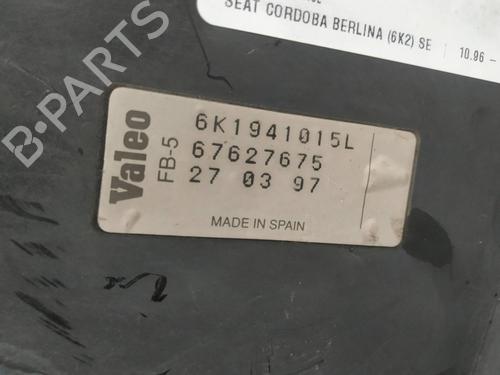 SEAT CORDOBA BERLINA (6K2) SE
10.96 -
Valeo
FB-5
6K1941015L
67627675
27 03 97
MADE IN SPAIN
B-PARTS